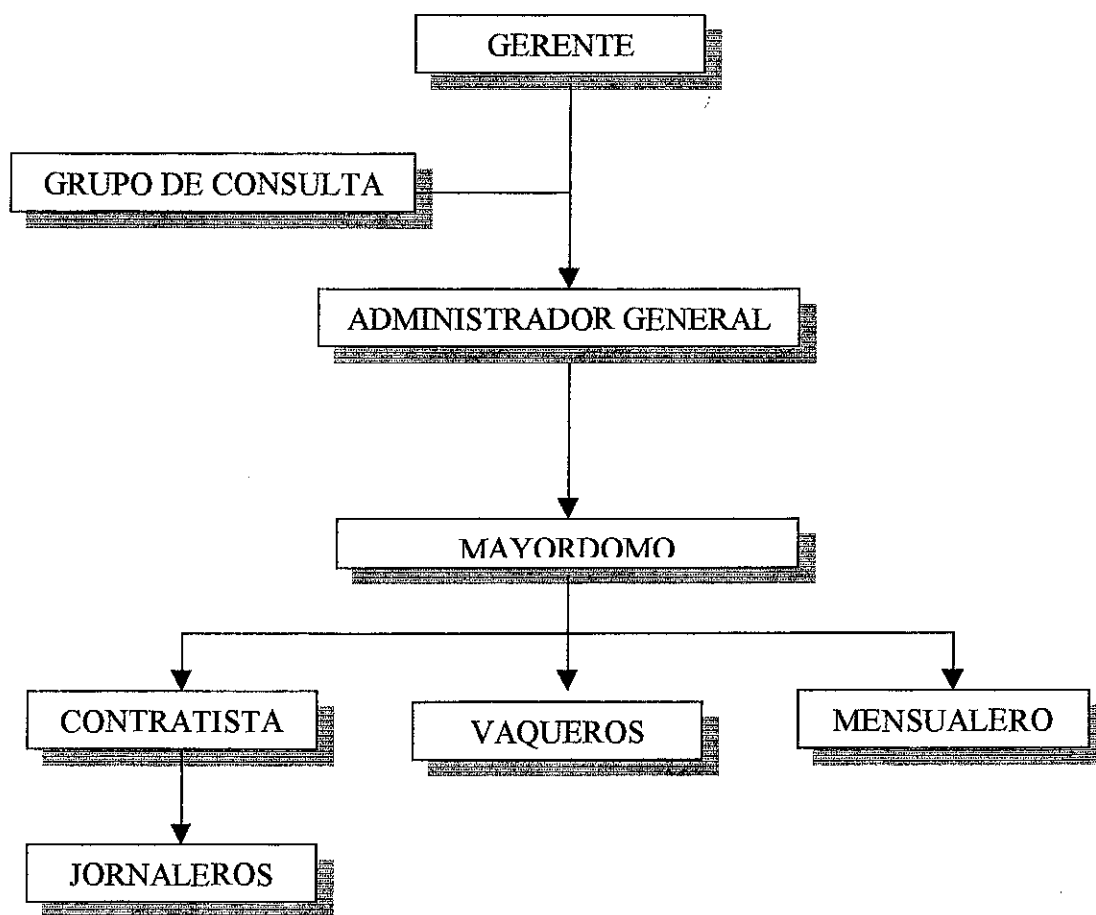 GERENTE
GRUPO DE CONSULTA
ADMINISTRADOR GENERAL
MAYORDOMO
CONTRATISTA
VAQUEROS
MENSUALERO
JORNALEROS